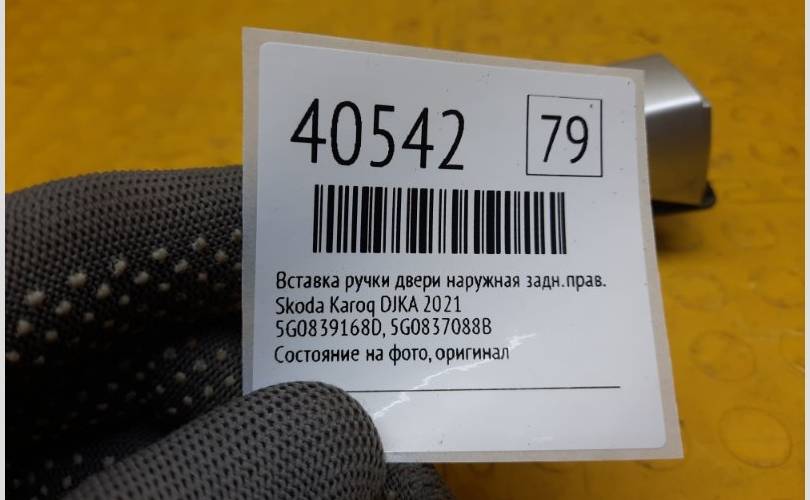 40542 79
Вставка ручки двери наружная задн.прав.
Skoda Karoq DJKA 2021
5G0839168D, 5G0837088B
Состояние на фото, оригинал